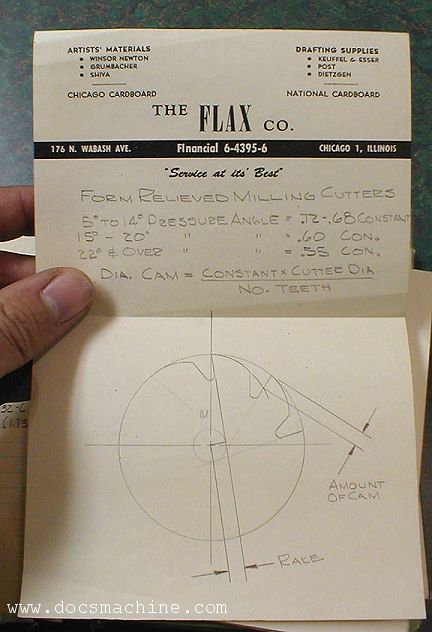 ARTISTS' MATERIALS
• WINSOR NEWTON
• GRUMBACHER
• SHIVA
CHICAGO CARDBOARD
DRAFTING SUPPLIES
• KEUFFEL & ESSER
• POST
• DIETZGEN
NATIONAL CARDBOARD
THE FLAX CO.
176 N. WABASH AVE. FInancial 6-4395-6 CHICAGO 1, ILLINOIS
"Service at its' Best"
FORM RELIEVED MILLING CUTTERS
5° TO 14° PRESSURE ANGLE = .72-.68 CONSTANT
15° - 20° " " = .60 CON.
22° & OVER " " = .55 CON.
DIA. CAM = CONSTANT × CUTTER DIA.
NO. TEETH
AMOUNT
OF CAM
RAKE
www.docsmachine.com